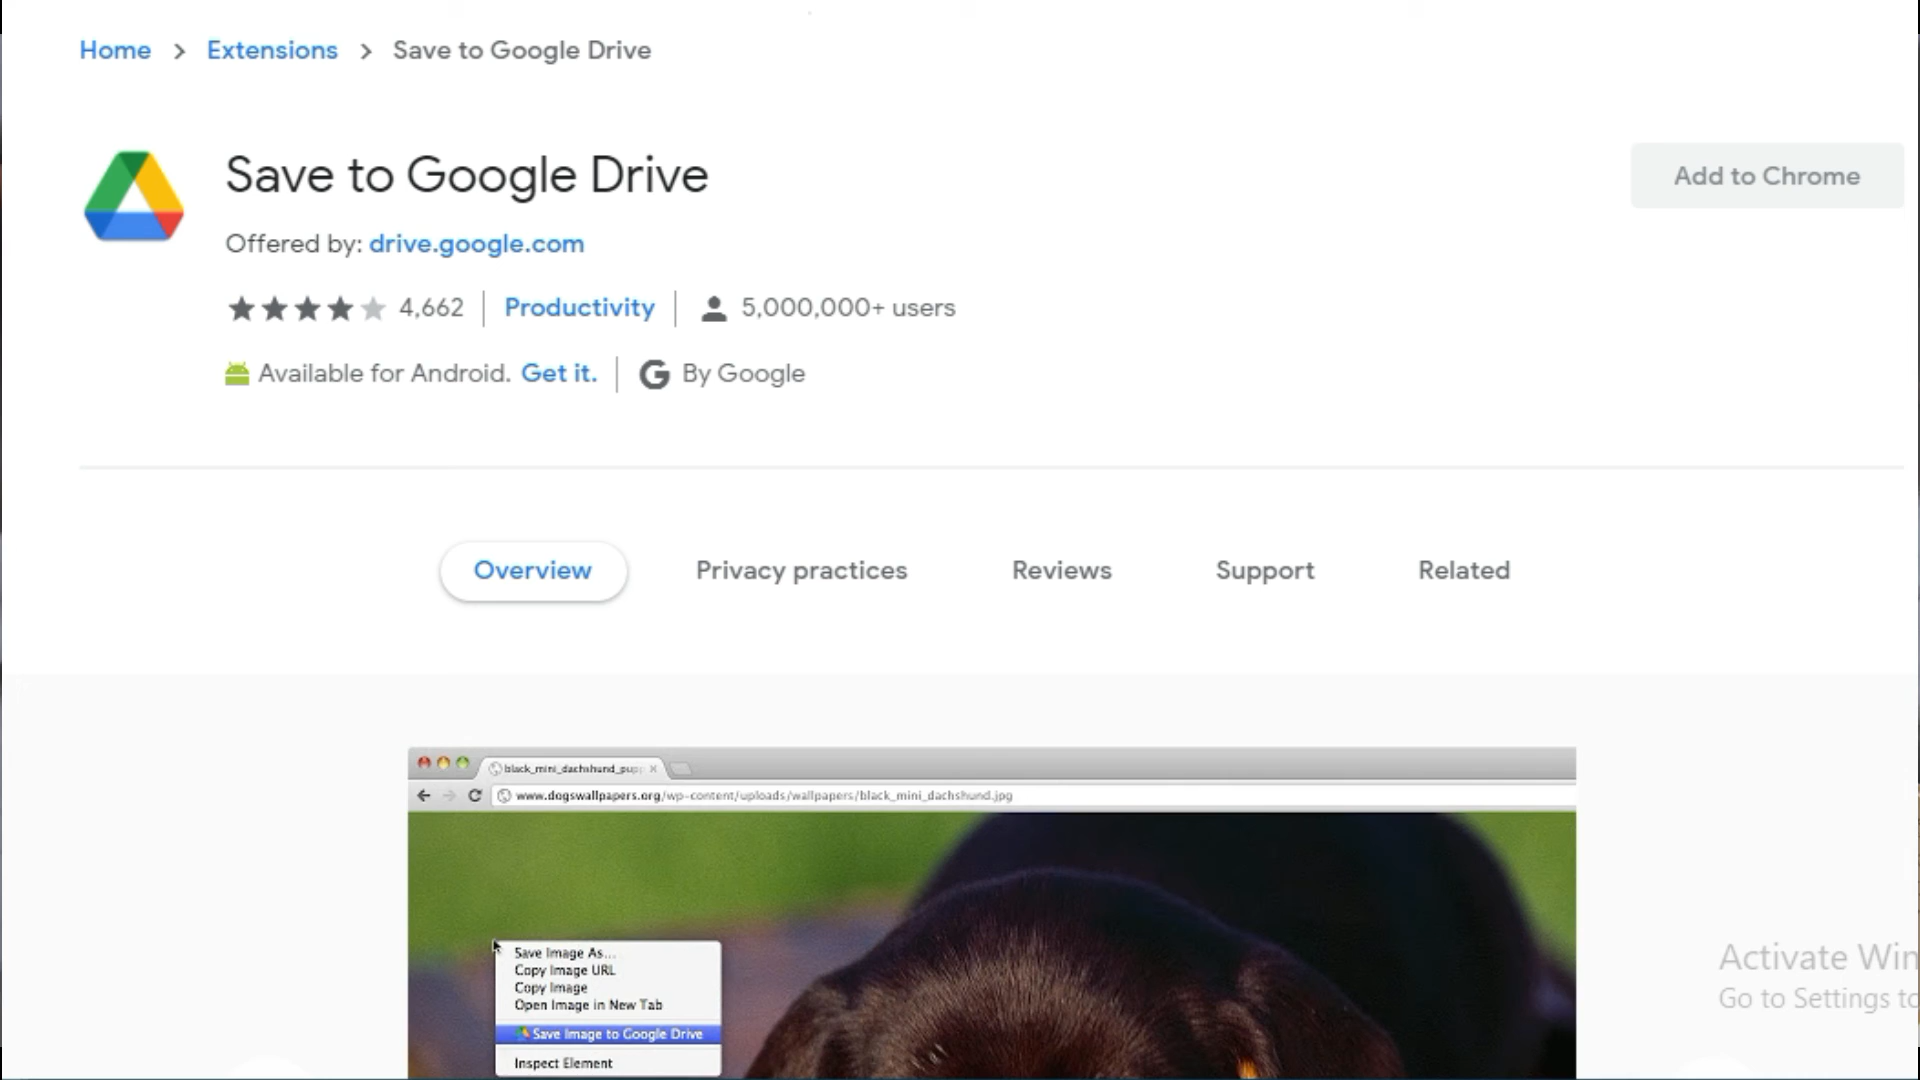 Home > Extensions > Save to Google Drive
Save to Google Drive
Add to Chrome
Offered by: drive.google.com
4,662 | Productivity | 5,000,000+ users
Available for Android. Get it. | G By Google
Overview Privacy practices Reviews Support Related
black_mini_dachshund_pupp
www.dogswallpapers.org/wp-content/uploads/wallpapers/black_mini_dachshund.jpg
Save Image As...
Copy Image URL
Copy Image
Open Image in New Tab
Save Image to Google Drive
Inspect Element
Activate Win
Go to Settings to